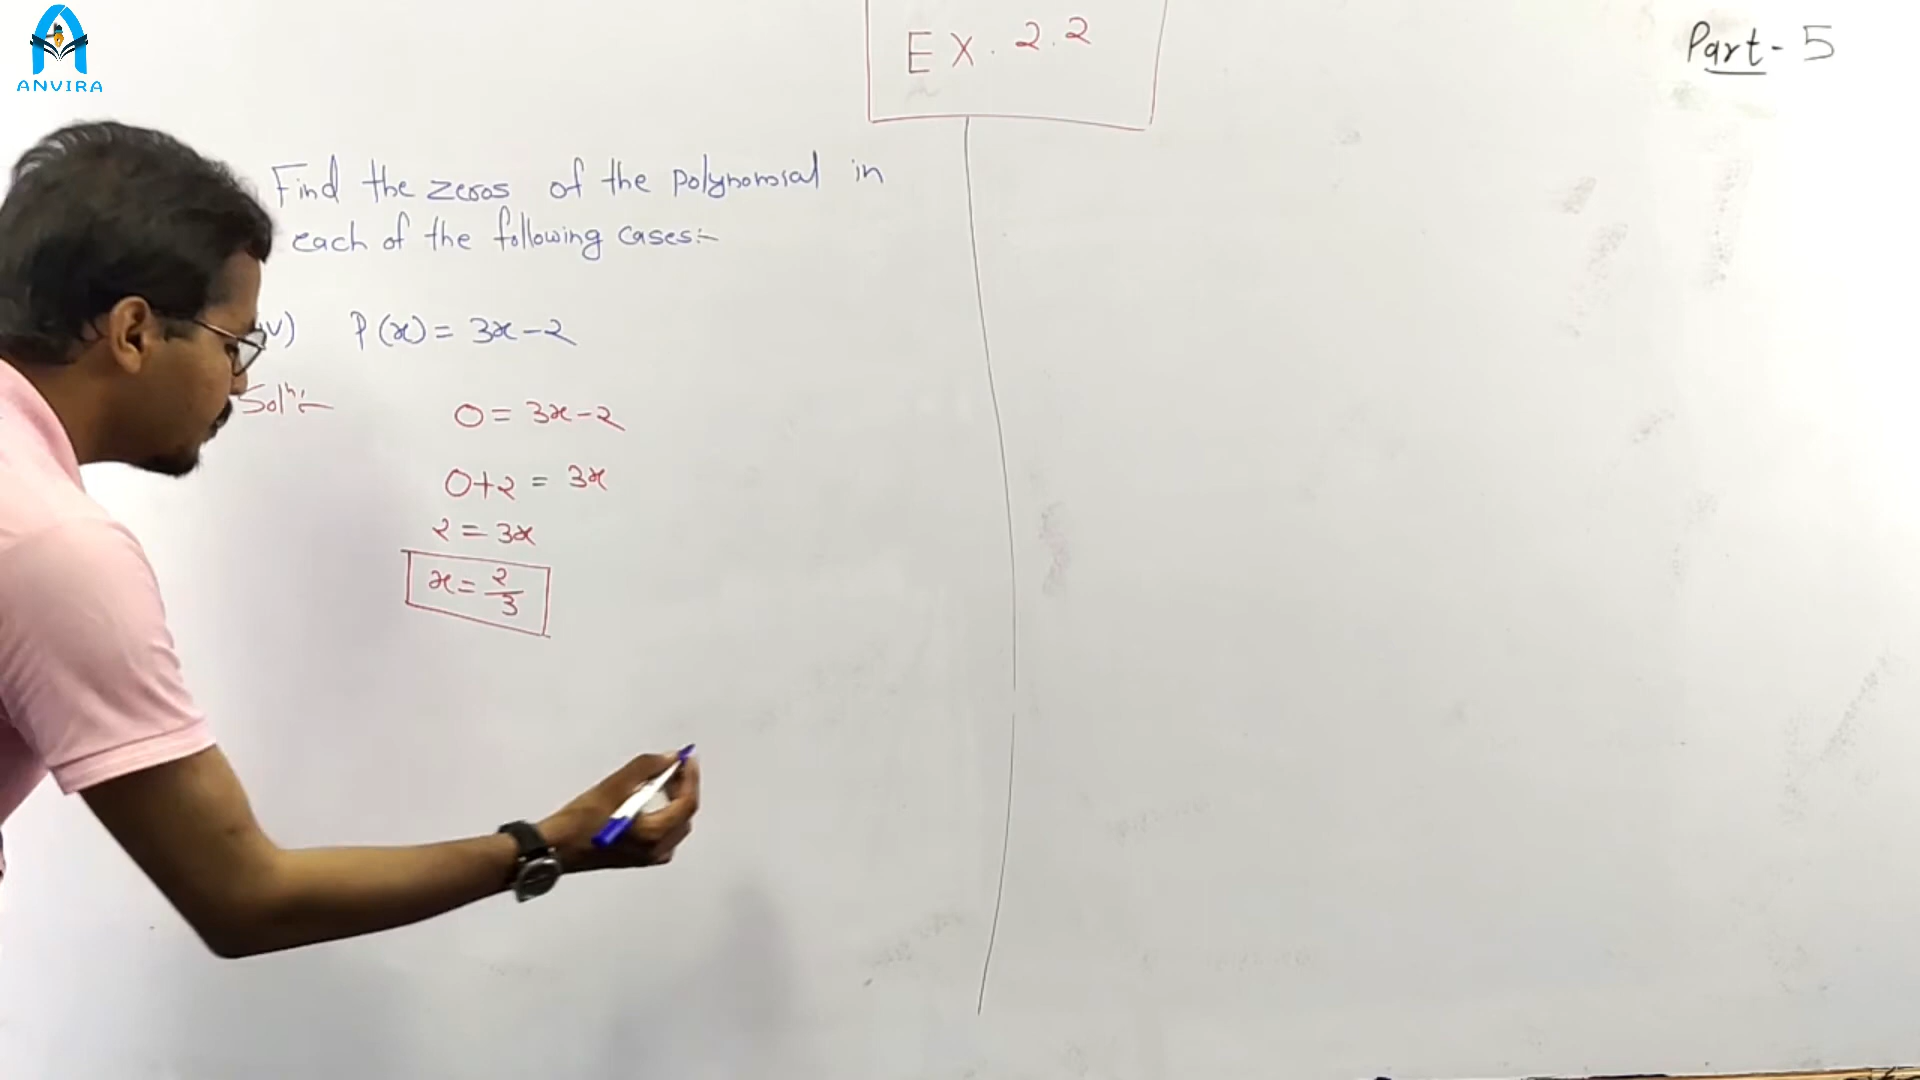 ANVIRA
EX. 2.2
Part - 5
Find the zeros of the polynomial in
each of the following cases:-
v) P(x) = 3x-2
Solⁿ:-
0 = 3x-2
0+2 = 3x
2 = 3x
x = 2/3